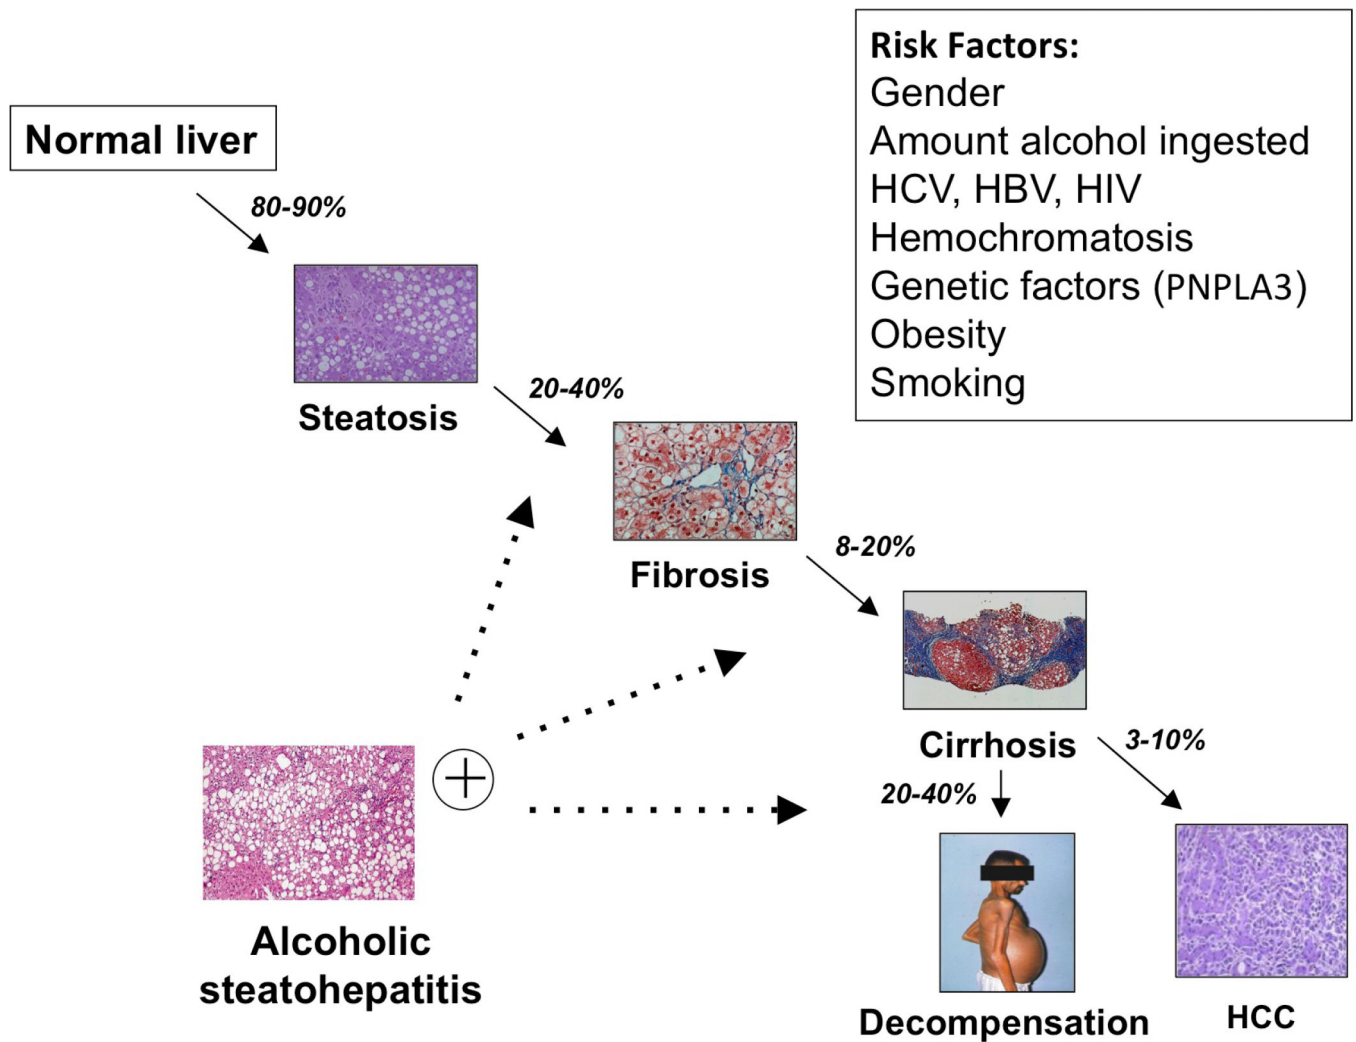 Risk Factors:
Gender
Amount alcohol ingested
HCV, HBV, HIV
Hemochromatosis
Genetic factors (PNPLA3)
Obesity
Smoking
Normal liver
80-90%
Steatosis
20-40%
Fibrosis
8-20%
Cirrhosis
3-10%
20-40%
Alcoholic
steatohepatitis
Decompensation
HCC